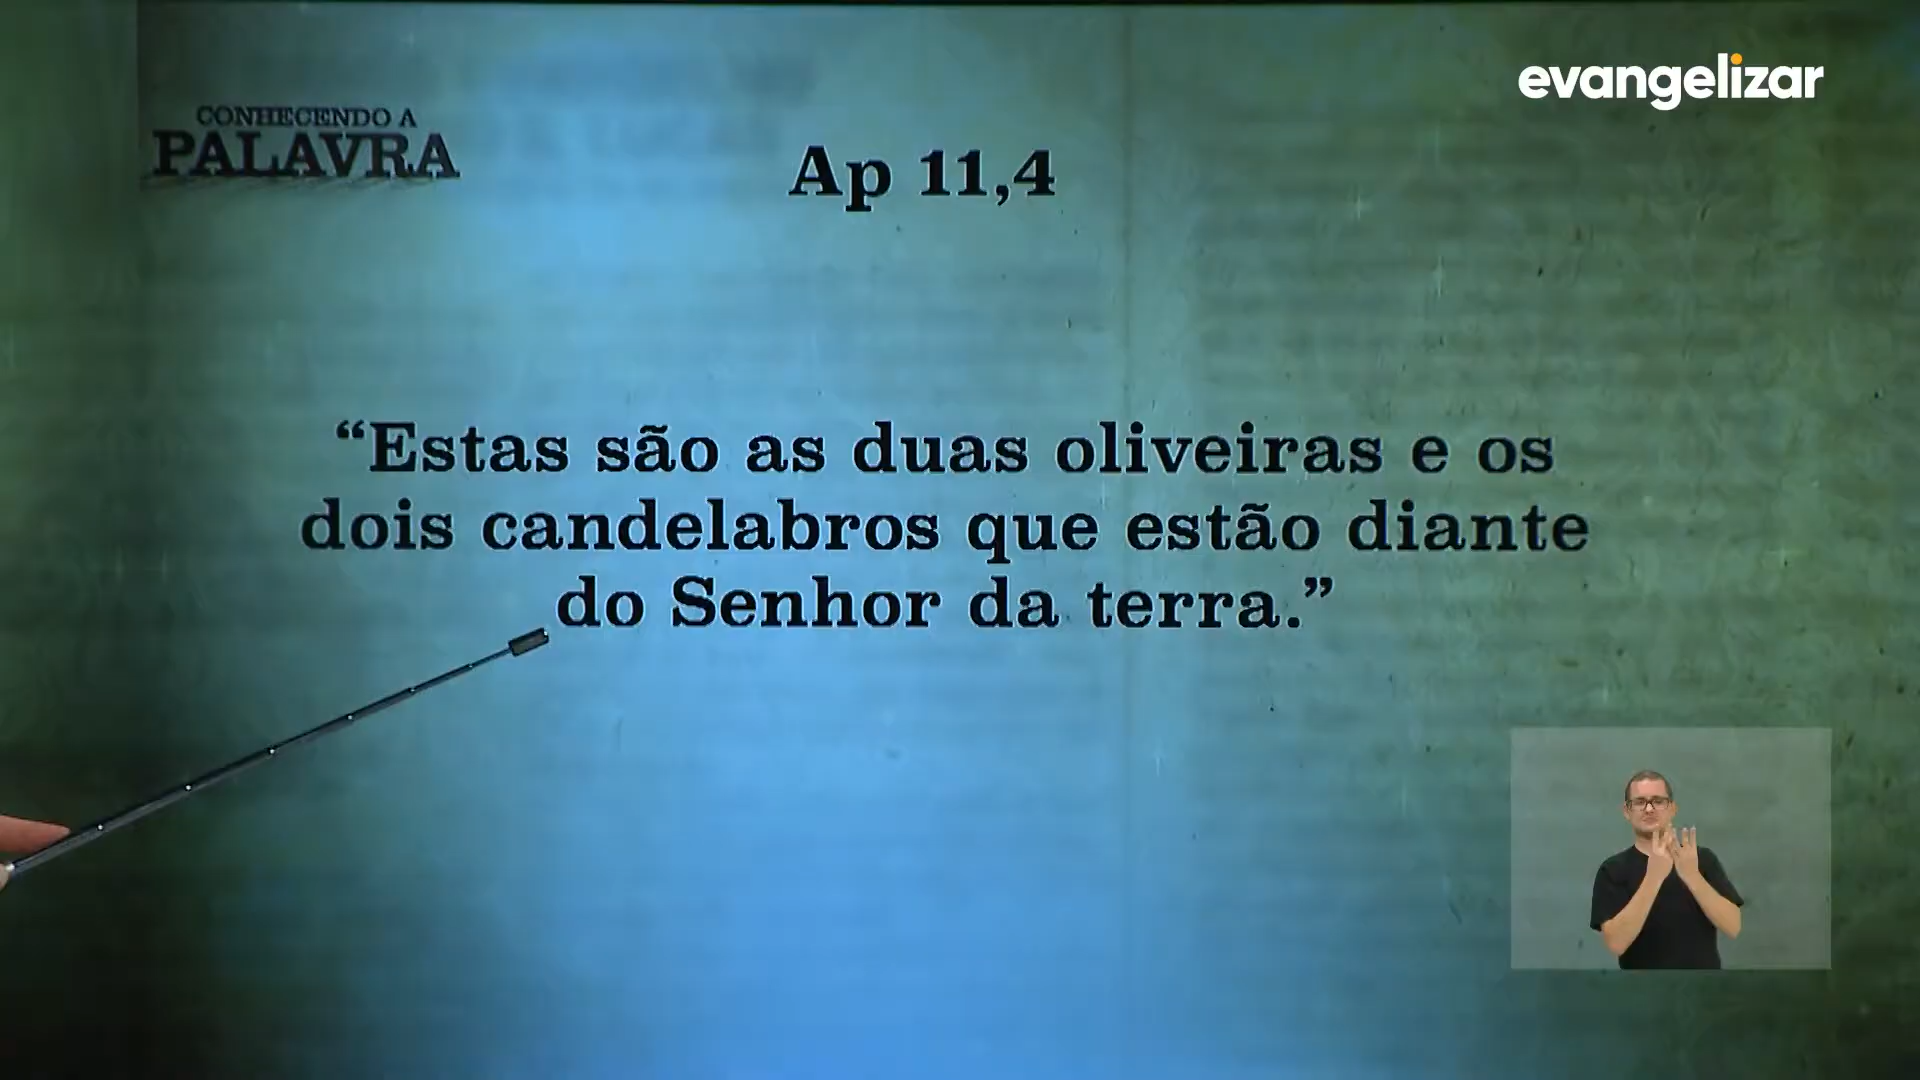 evangelizar
CONHECENDO A
PALAVRA
Ap 11,4
“Estas são as duas oliveiras e os
dois candelabros que estão diante
do Senhor da terra.”